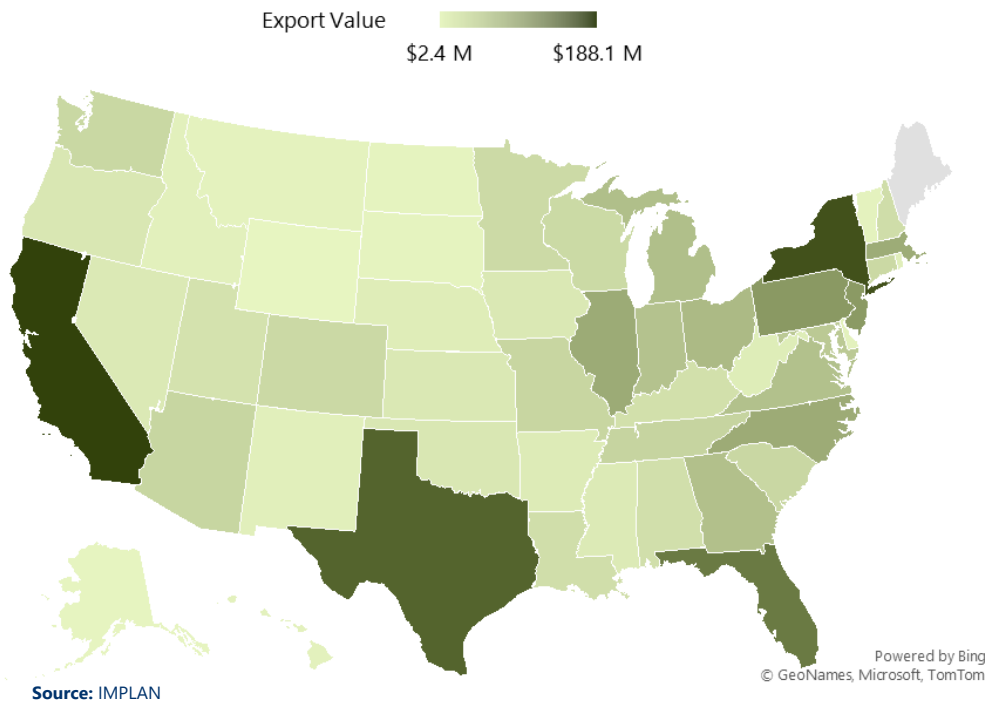 Export Value
$2.4 M $188.1 M
Powered by Bing
© GeoNames, Microsoft, TomTom
Source: IMPLAN